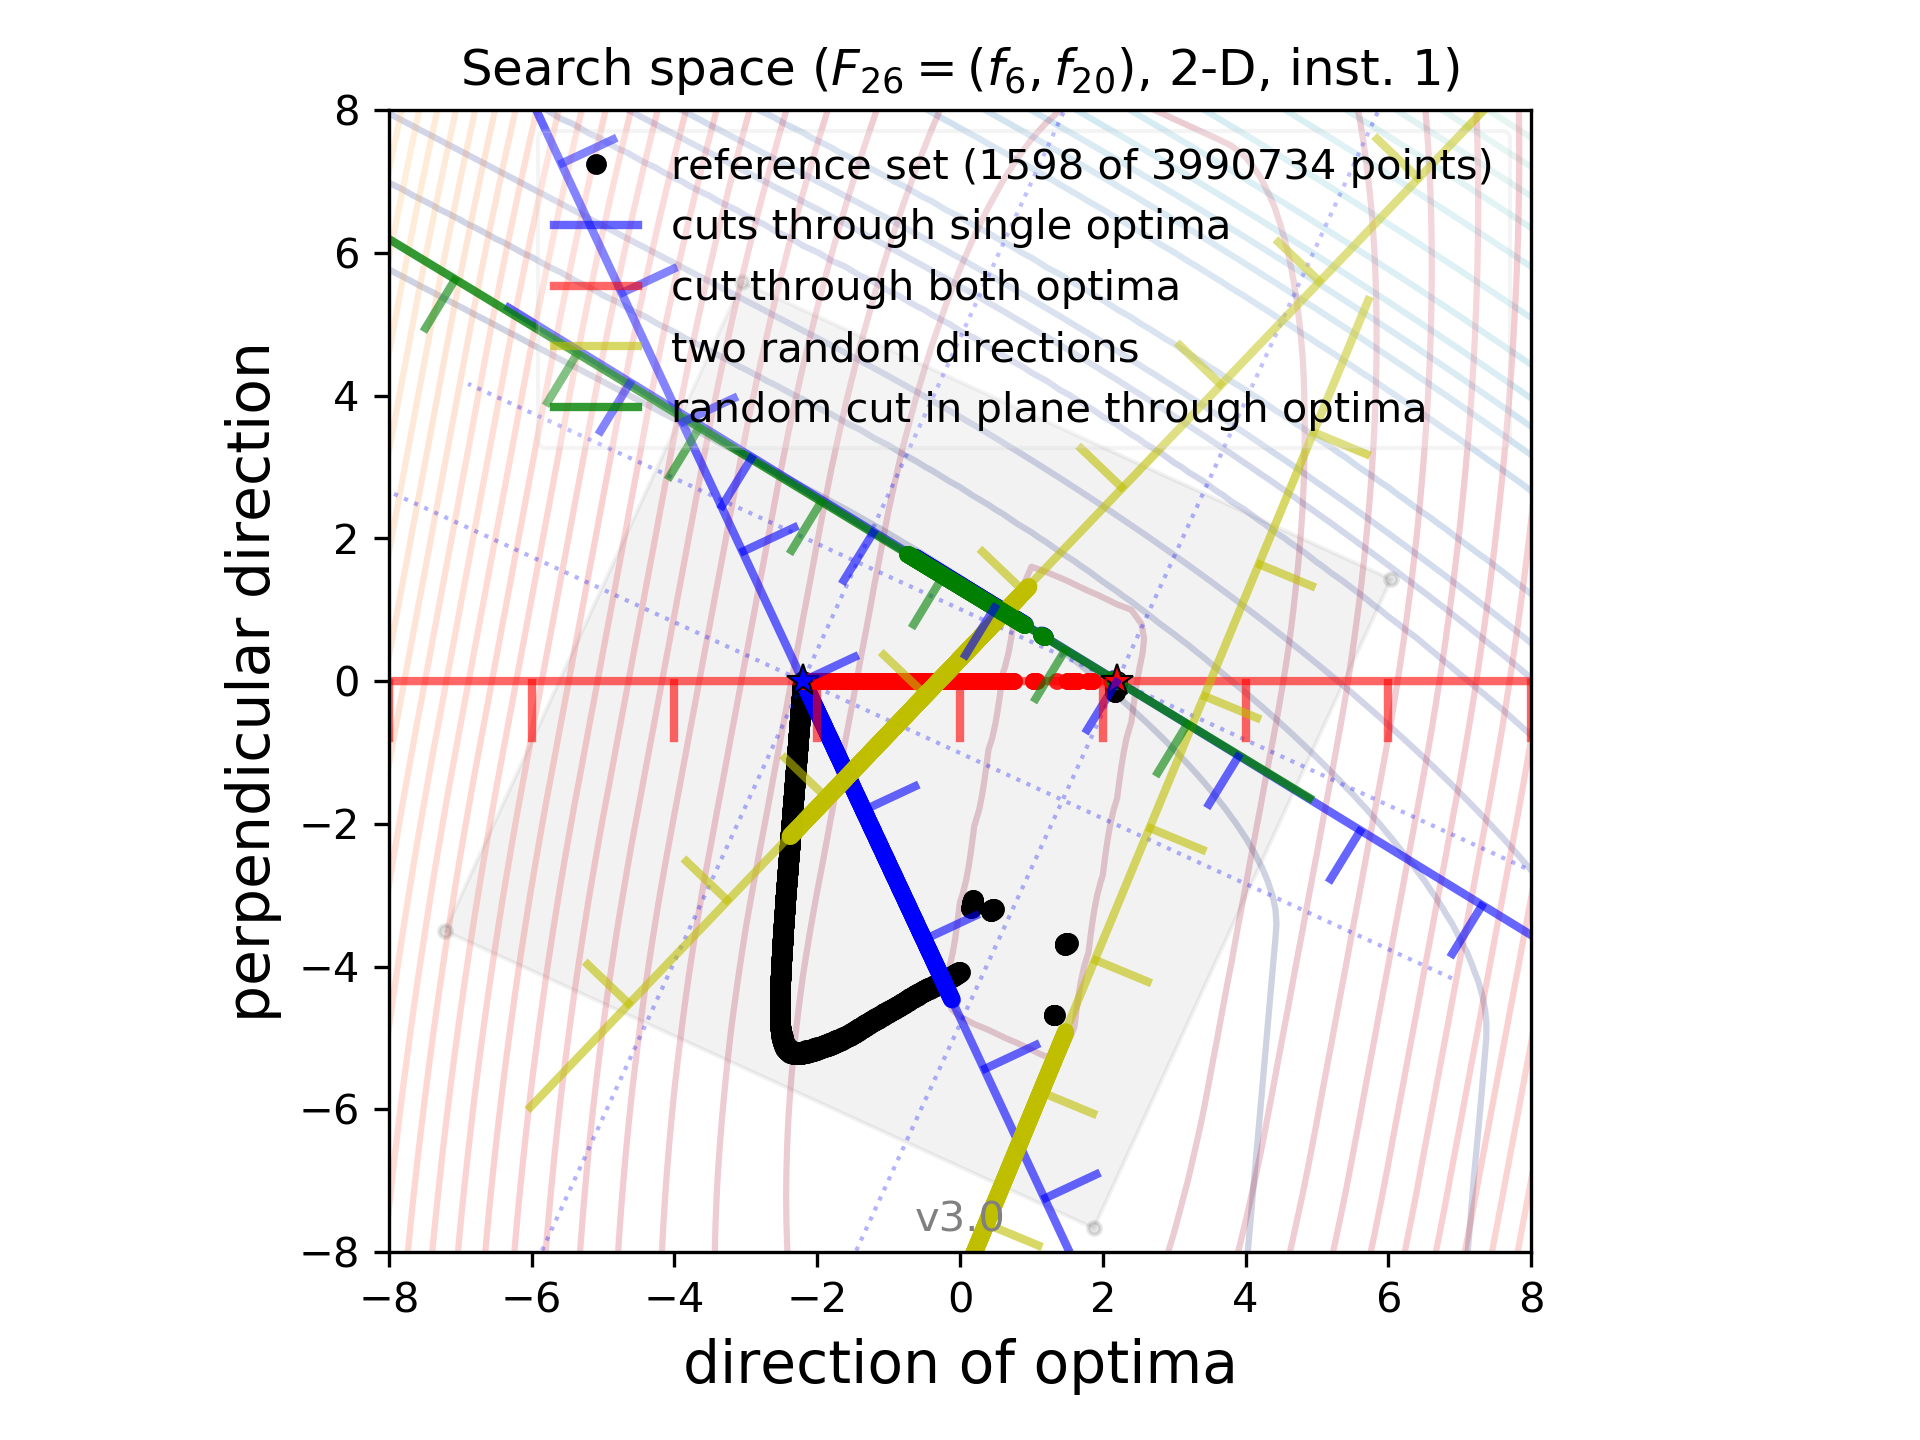 Search space (F26 = (f6, f20), 2-D, inst. 1)
reference set (1598 of 3990734 points)
cuts through single optima
cut through both optima
two random directions
random cut in plane through optima
8
6
4
2
0
−2
−4
−6
−8
perpendicular direction
v3.0
−8 −6 −4 −2 0 2 4 6 8
direction of optima